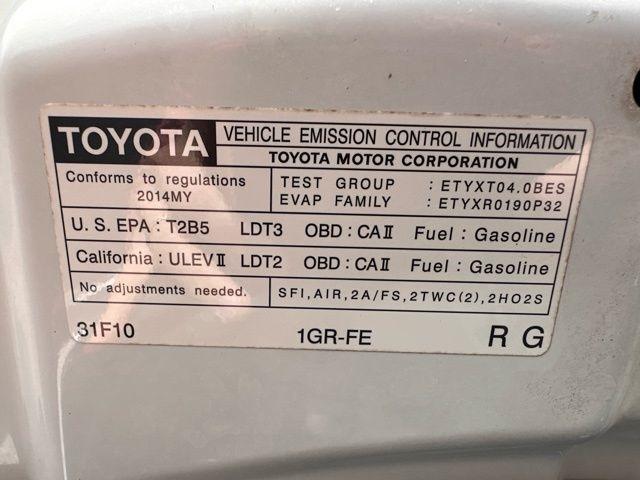 TOYOTA VEHICLE EMISSION CONTROL INFORMATION
TOYOTA MOTOR CORPORATION
Conforms to regulations
2014MY
TEST GROUP : ETYXT04.0BES
EVAP FAMILY : ETYXR0190P32
U. S. EPA : T2B5 LDT3 OBD : CAⅡ Fuel : Gasoline
California : ULEVⅡ LDT2 OBD : CAⅡ Fuel : Gasoline
No adjustments needed. SFI,AIR,2A/FS,2TWC(2),2HO2S
31F10 1GR-FE R G